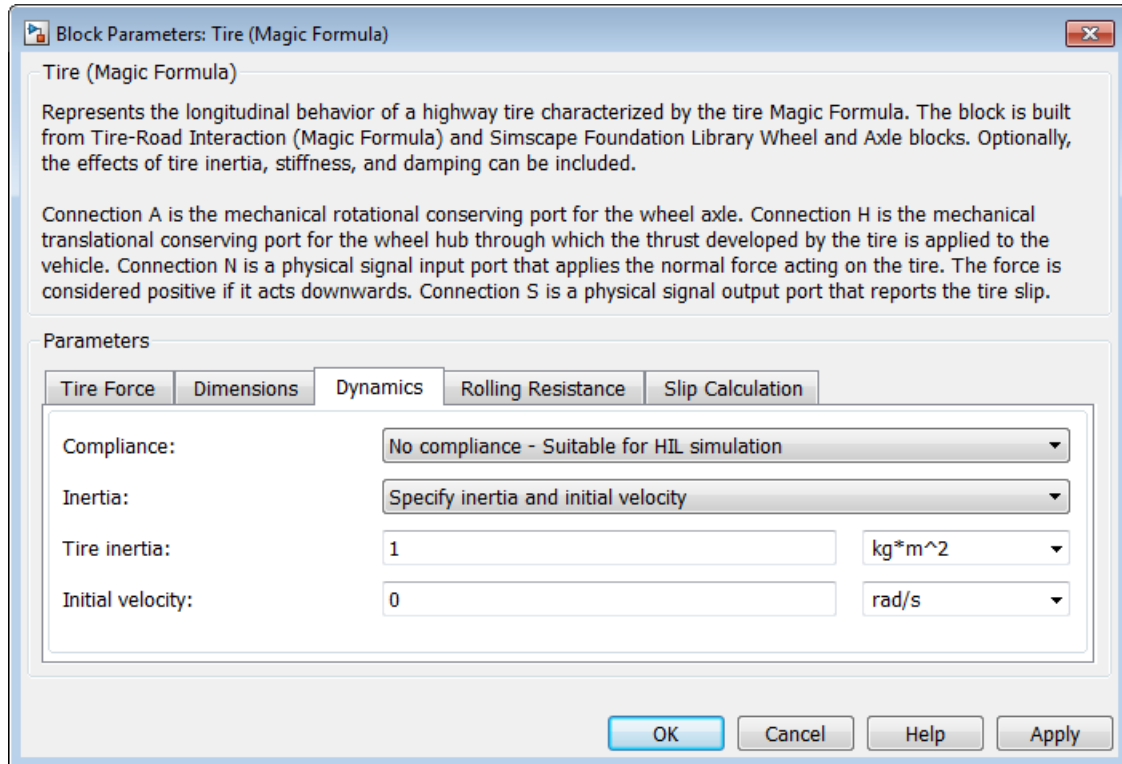 Block Parameters: Tire (Magic Formula)
Tire (Magic Formula)
Represents the longitudinal behavior of a highway tire characterized by the tire Magic Formula. The block is built
from Tire-Road Interaction (Magic Formula) and Simscape Foundation Library Wheel and Axle blocks. Optionally,
the effects of tire inertia, stiffness, and damping can be included.
Connection A is the mechanical rotational conserving port for the wheel axle. Connection H is the mechanical
translational conserving port for the wheel hub through which the thrust developed by the tire is applied to the
vehicle. Connection N is a physical signal input port that applies the normal force acting on the tire. The force is
considered positive if it acts downwards. Connection S is a physical signal output port that reports the tire slip.
Parameters
Tire Force Dimensions Dynamics Rolling Resistance Slip Calculation
Compliance: No compliance - Suitable for HIL simulation
Inertia: Specify inertia and initial velocity
Tire inertia: 1 kg*m^2
Initial velocity: 0 rad/s
OK Cancel Help Apply